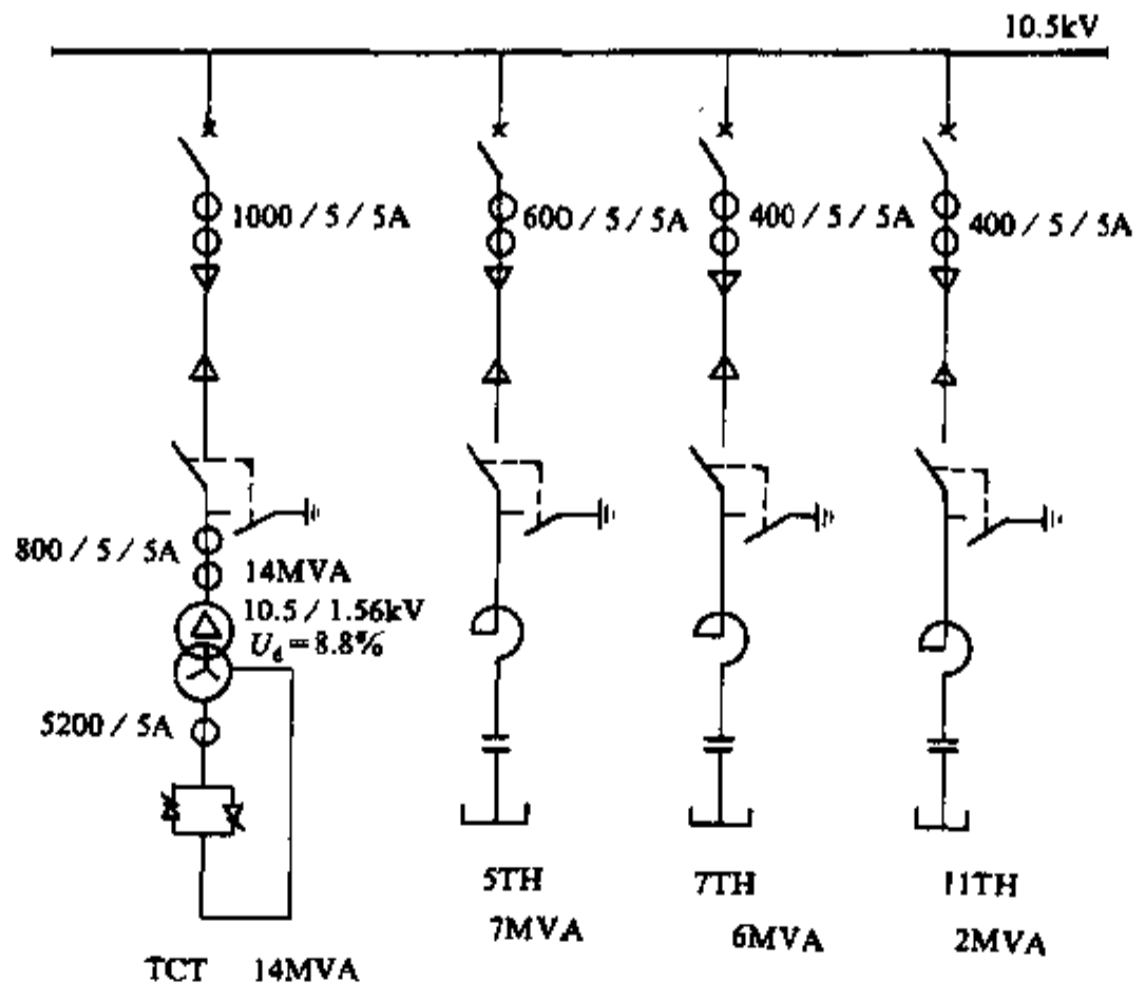 10.5kV
1000 / 5 / 5A
600 / 5 / 5A
400 / 5 / 5A
400 / 5 / 5A
800 / 5 / 5A
14MVA
10.5 / 1.56kV
U_d = 8.8%
5200 / 5A
5TH
7MVA
7TH
6MVA
11TH
2MVA
TCT 14MVA